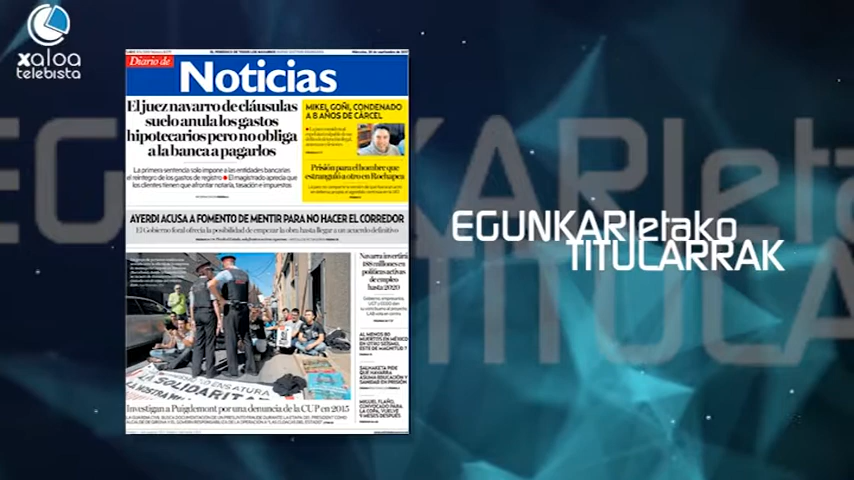 xaloa
telebista
Diario de
Noticias
El juez navarro de cláusulas
suelo anula los gastos
hipotecarios pero no obliga
a la banca a pagarlos
La primera sentencia solo impone a las entidades bancarias
el reintegro de los gastos de registro ● El magistrado aprecia que
los clientes tienen que afrontar notaría, tasación e impuestos
MIKEL GOÑI, CONDENADO
A 8 AÑOS DE CÁRCEL
Prisión para el hombre que
estranguló a otro en Rochapea
AYERDI ACUSA A FOMENTO DE MENTIR PARA NO HACER EL CORREDOR
El Gobierno foral ofrecía la posibilidad de empezar la obra hasta llegar a un acuerdo definitivo
Navarra invertirá
188 millones en
políticas activas
de empleo
hasta 2020
AL MENOS 80
MUERTOS EN MÉXICO
EN OTRO SEÍSMO,
ESTE DE MAGNITUD 7
SALHAKETA PIDE
QUE NAVARRA
ASUMA EDUCACIÓN Y
SANIDAD EN PRISIÓN
MIGUEL FLAÑO,
CONVOCADO PARA
LA COPA, VUELVE
9 MESES DESPUÉS
Investigan a Puigdemont por una denuncia de la CUP en 2015
EGUNKARIetako
TITULARRAK